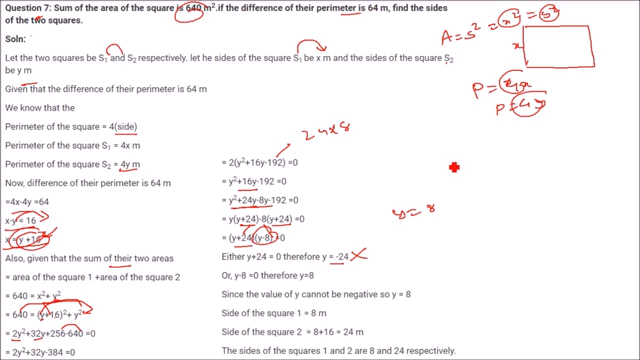 Question 7: Sum of the area of the square is 640 m².if the difference of their perimeter is 64 m, find the sides
of the two squares.
Soln:
Let the two squares be S₁ and S₂ respectively. let he sides of the square S₁ be x m and the sides of the square S₂
be y m
Given that the difference of their perimeter is 64 m
We know that the
Perimeter of the square = 4(side)
Perimeter of the square S₁ = 4x m
Perimeter of the square S₂ = 4y m
Now, difference of their perimeter is 64 m
=4x-4y =64
x-y = 16
x = y +16
Also, given that the sum of their two areas
= area of the square 1 +area of the square 2
= 640 = x²+ y²
= 640 = (y+16)²+ y²
= 2y²+32y+256-640 =0
=2y²+32y-384 =0
24x8
= 2(y²+16y-192) =0
= y²+16y-192 =0
= y²+24y-8y-192 =0
= y(y+24)-8(y+24) =0
= (y+24) (y-8) =0
Either y+24 = 0 therefore y = -24
Or, y-8 =0 therefore y=8
Since the value of y cannot be negative so y = 8
Side of the square 1 = 8 m
Side of the square 2 = 8+16 = 24 m
The sides of the squares 1 and 2 are 8 and 24 respectively.
y = 8
A = s² = x² = s²
x
P = 4x
P = 4y